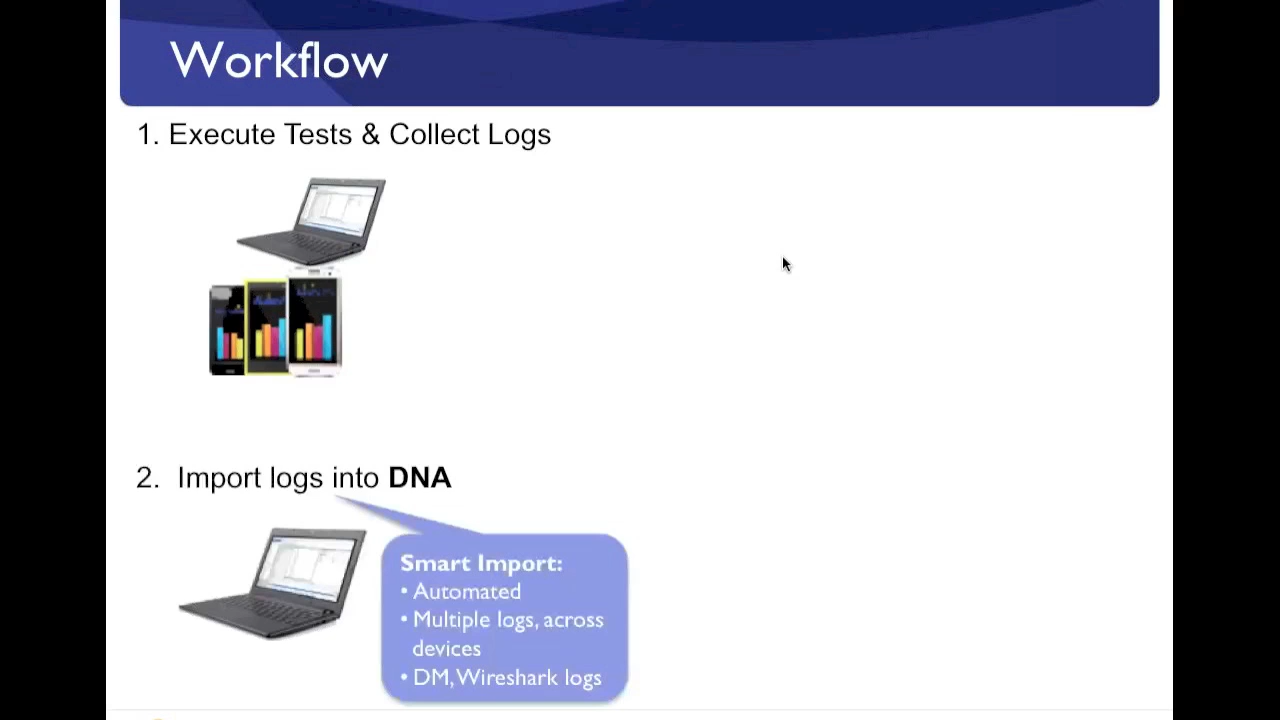 Workflow
1. Execute Tests & Collect Logs
2. Import logs into DNA
Smart Import:
• Automated
• Multiple logs, across
devices
• DM, Wireshark logs